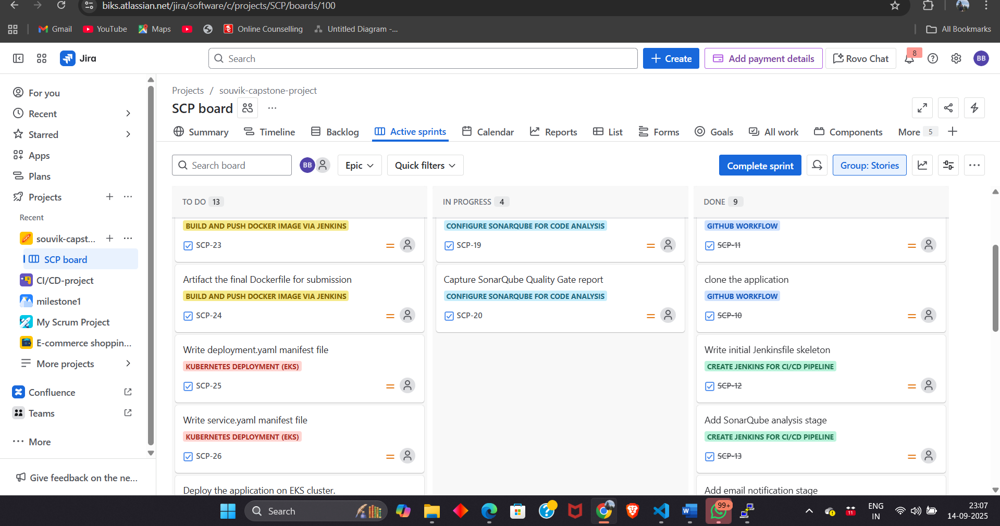 biks.atlassian.net/jira/software/c/projects/SCP/boards/100
Gmail
YouTube
Maps
Online Counselling
Untitled Diagram -...
All Bookmarks
Jira
Search
Create
Add payment details
Rovo Chat
8
BB
For you
Recent
Starred
Apps
Plans
Projects
Recent
souvik-capst...
SCP board
CI/CD-project
milestone1
My Scrum Project
E-commerce shoppin...
More projects
Confluence
Teams
More
Give feedback on the ne...
Projects / souvik-capstone-project
SCP board
Summary
Timeline
Backlog
Active sprints
Calendar
Reports
List
Forms
Goals
All work
Components
More 5
Search board
BB
Epic
Quick filters
Complete sprint
Group: Stories
TO DO 13
BUILD AND PUSH DOCKER IMAGE VIA JENKINS
SCP-23
Artifact the final Dockerfile for submission
BUILD AND PUSH DOCKER IMAGE VIA JENKINS
SCP-24
Write deployment.yaml manifest file
KUBERNETES DEPLOYMENT (EKS)
SCP-25
Write service.yaml manifest file
KUBERNETES DEPLOYMENT (EKS)
SCP-26
Deploy the application on EKS cluster.
IN PROGRESS 4
CONFIGURE SONARQUBE FOR CODE ANALYSIS
SCP-19
Capture SonarQube Quality Gate report
CONFIGURE SONARQUBE FOR CODE ANALYSIS
SCP-20
DONE 9
GITHUB WORKFLOW
SCP-11
clone the application
GITHUB WORKFLOW
SCP-10
Write initial Jenkinsfile skeleton
CREATE JENKINS FOR CI/CD PIPELINE
SCP-12
Add SonarQube analysis stage
CREATE JENKINS FOR CI/CD PIPELINE
SCP-13
Add email notification stage
Search
99+
11
ENG
IN
23:07
14-09-2025